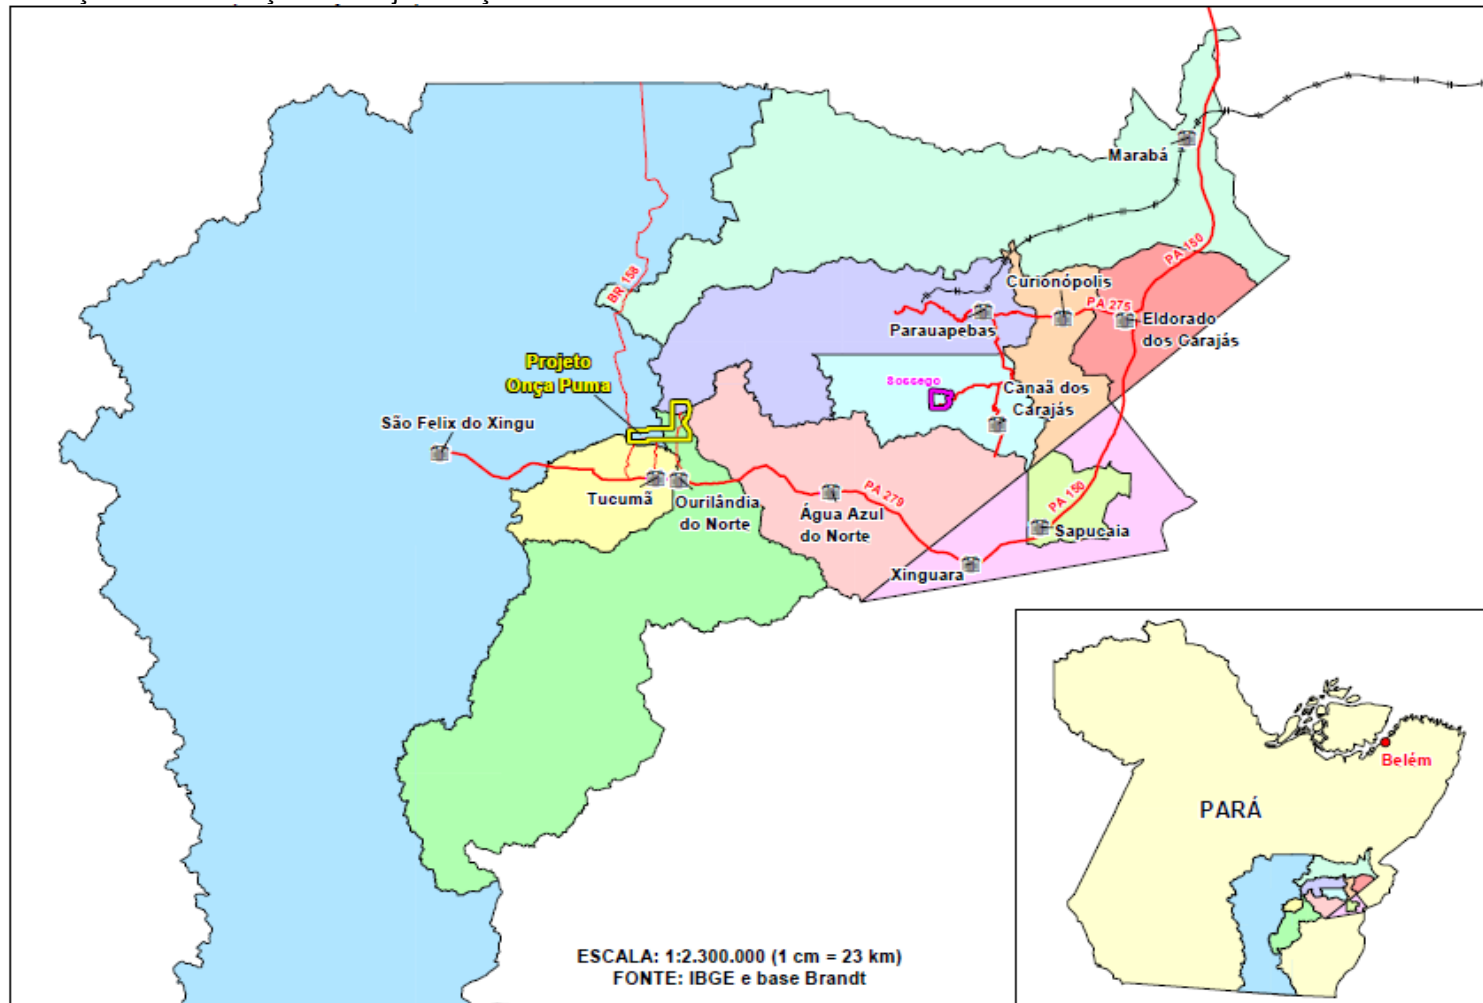 Marabá
PA 150
BR 158
Curionópolis
PA 275
Parauapebas
Eldorado
dos Carajás
Projeto
Onça Puma
Sossego
Canaã dos
Carajás
São Felix do Xingu
Tucumã
Ourilândia
do Norte
Água Azul
do Norte
PA 279
PA 150
Sapucaia
Xinguara
Belém
PARÁ
ESCALA: 1:2.300.000 (1 cm = 23 km)
FONTE: IBGE e base Brandt